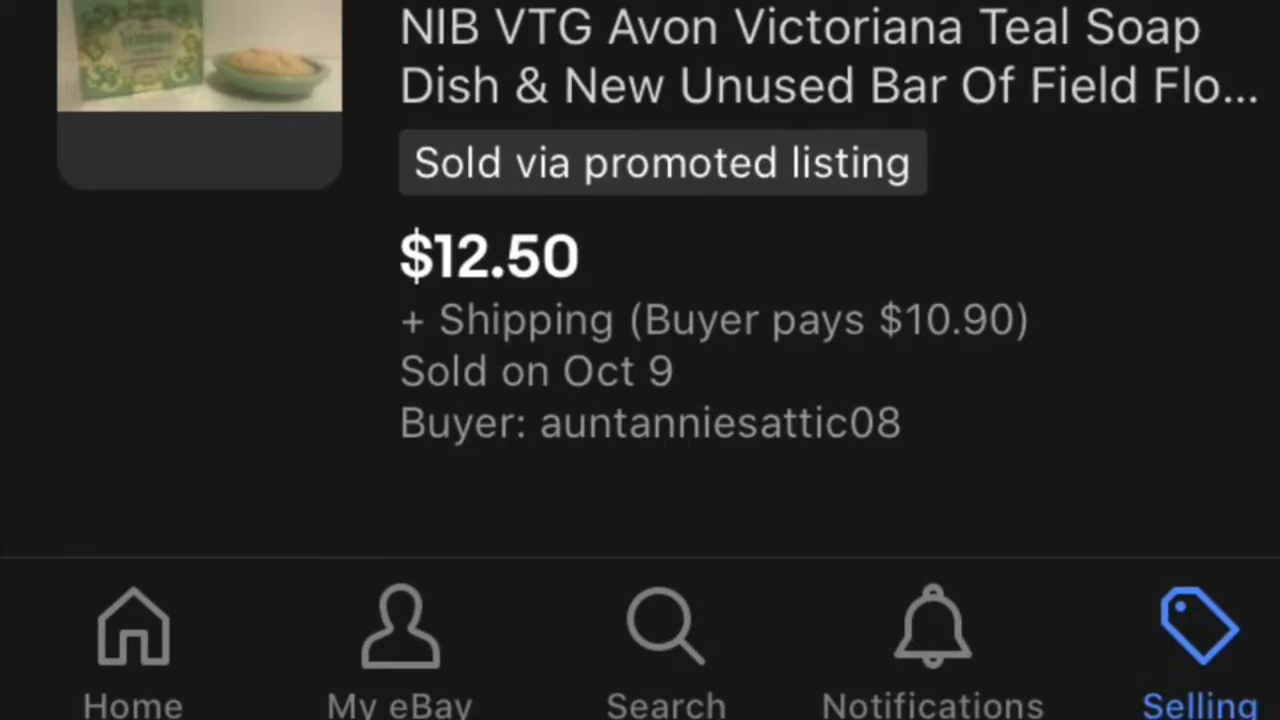 NIB VTG Avon Victoriana Teal Soap
Dish & New Unused Bar Of Field Flo...
Sold via promoted listing
$12.50
+ Shipping (Buyer pays $10.90)
Sold on Oct 9
Buyer: auntanniesattic08
Home
My eBay
Search
Notifications
Selling